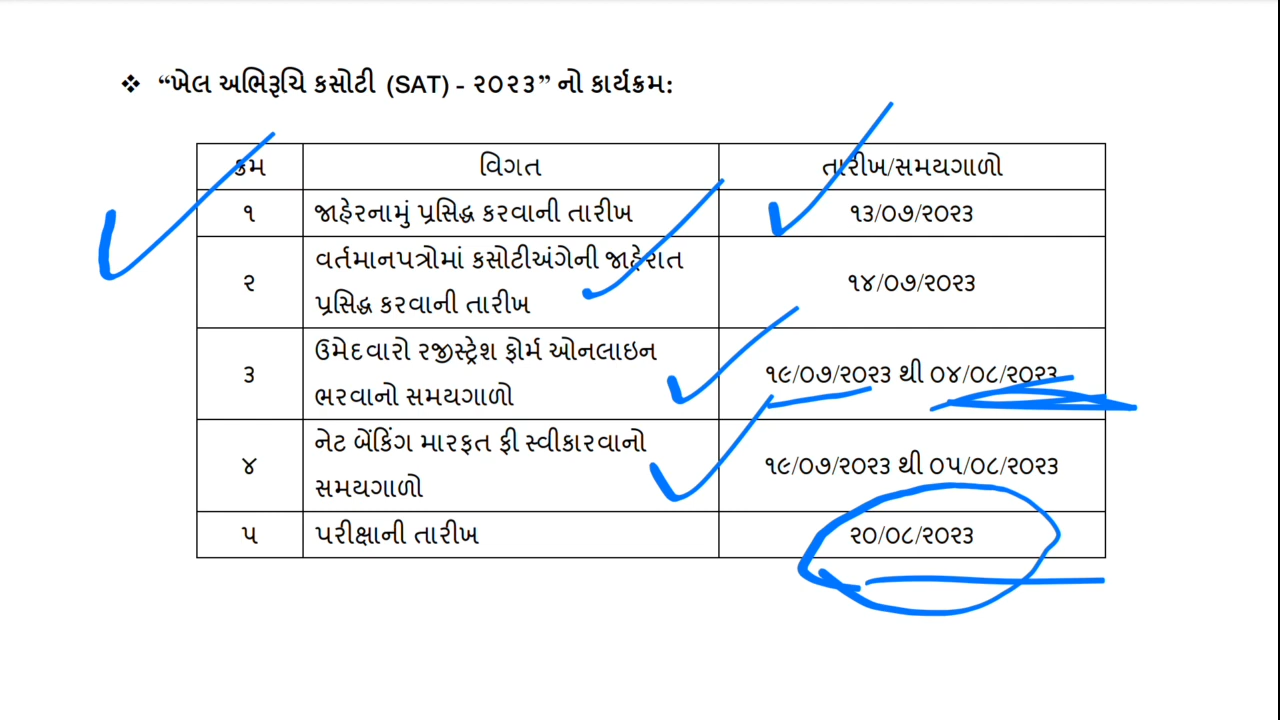 ❖ “ખેલ અભિરૂચિ કસોટી (SAT) - ૨૦૨૩” નો કાર્યક્રમ:
ક્રમ વિગત તારીખ/સમયગાળો
૧ જાહેરનામું પ્રસિદ્ધ કરવાની તારીખ ૧૩/૦૭/૨૦૨૩
૨ વર્તમાનપત્રોમાં કસોટીઅંગેની જાહેરાત
પ્રસિદ્ધ કરવાની તારીખ ૧૪/૦૭/૨૦૨૩
૩ ઉમેદવારો રજીસ્ટ્રેશ ફોર્મ ઓનલાઇન
ભરવાનો સમયગાળો ૧૯/૦૭/૨૦૨૩ થી ૦૪/૦૮/૨૦૨૩
૪ નેટ બેંકિંગ મારફત ફી સ્વીકારવાનો
સમયગાળો ૧૯/૦૭/૨૦૨૩ થી ૦૫/૦૮/૨૦૨૩
૫ પરીક્ષાની તારીખ ૨૦/૦૮/૨૦૨૩